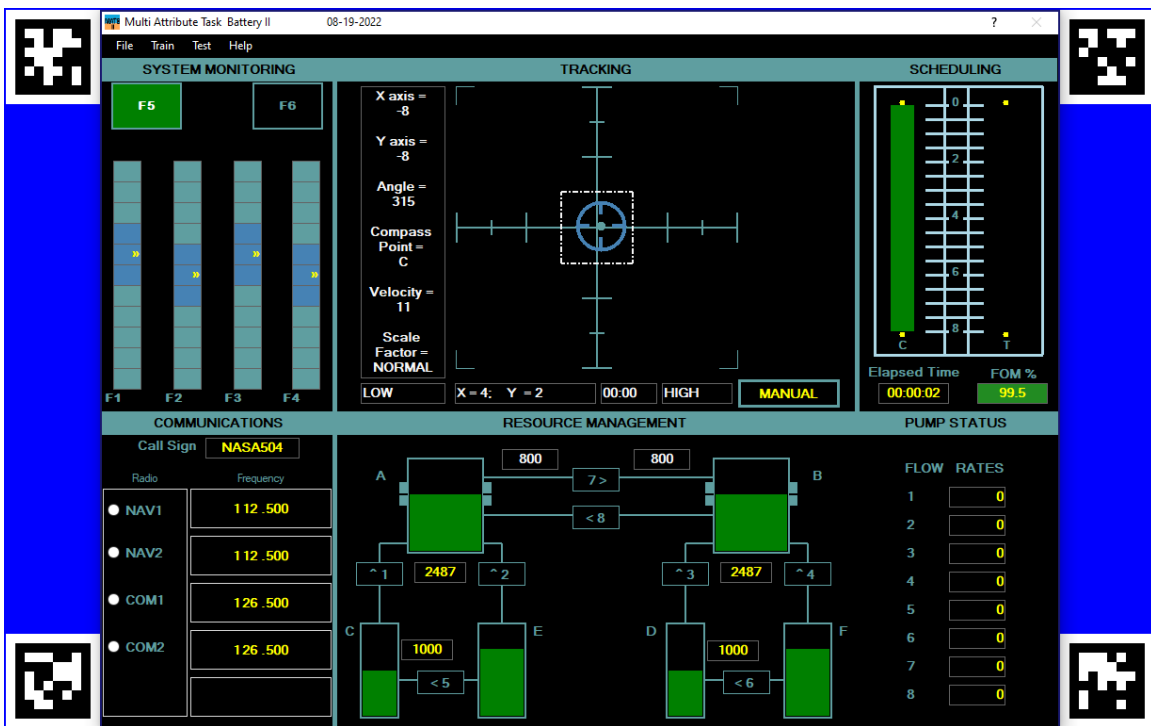 Multi Attribute Task Battery II 08-19-2022 ?
File Train Test Help
SYSTEM MONITORING
F5 F6
»
»
»
»
F1 F2 F3 F4
TRACKING
X axis =
-8
Y axis =
-8
Angle =
315
Compass
Point =
C
Velocity =
11
Scale
Factor =
NORMAL
LOW X = 4; Y = 2 00:00 HIGH MANUAL
SCHEDULING
0
2
4
6
8
C T
Elapsed Time FOM %
00:00:02 99.5
COMMUNICATIONS
Call Sign NASA504
Radio Frequency
NAV1 112 .500
NAV2 112 .500
COM1 126 .500
COM2 126 .500
RESOURCE MANAGEMENT
800 800
A 7 > B
< 8
^ 1 2487 ^ 2 ^ 3 2487 ^ 4
C E D F
1000 1000
< 5 < 6
PUMP STATUS
FLOW RATES
1 0
2 0
3 0
4 0
5 0
6 0
7 0
8 0